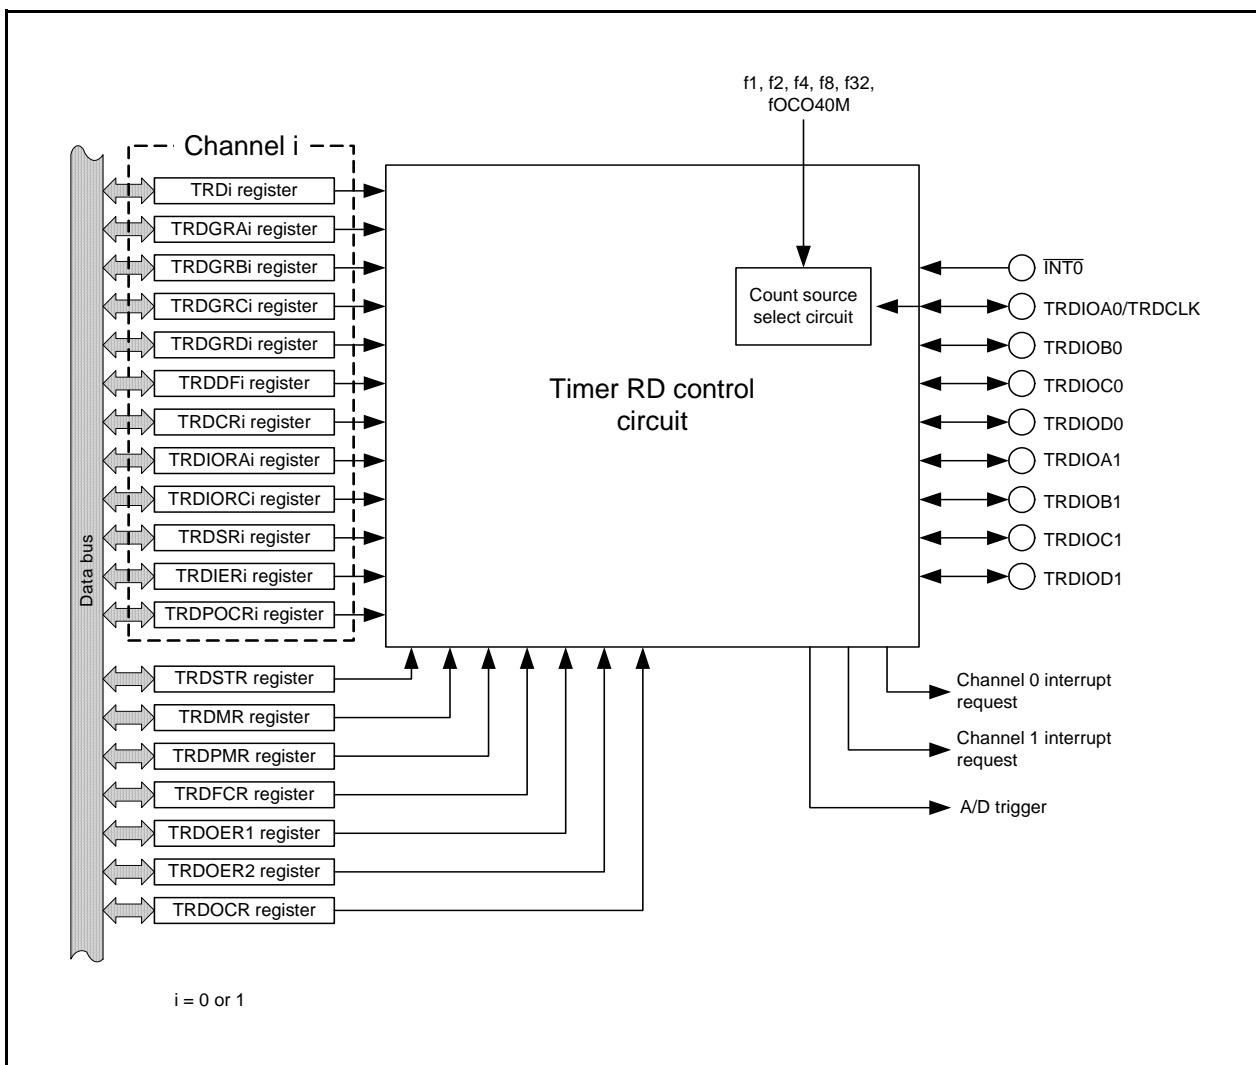 f1, f2, f4, f8, f32,
fOCO40M
Channel i
TRDi register
TRDGRAi register
TRDGRBi register
TRDGRCi register
TRDGRDi register
TRDDFi register
TRDCRi register
TRDIORAi register
TRDIORCi register
TRDSRi register
TRDIERi register
TRDPOCRi register
Data bus
TRDSTR register
TRDMR register
TRDPMR register
TRDFCR register
TRDOER1 register
TRDOER2 register
TRDOCR register
Count source
select circuit
Timer RD control
circuit
INT0
TRDIOA0/TRDCLK
TRDIOB0
TRDIOC0
TRDIOD0
TRDIOA1
TRDIOB1
TRDIOC1
TRDIOD1
Channel 0 interrupt
request
Channel 1 interrupt
request
A/D trigger
i = 0 or 1